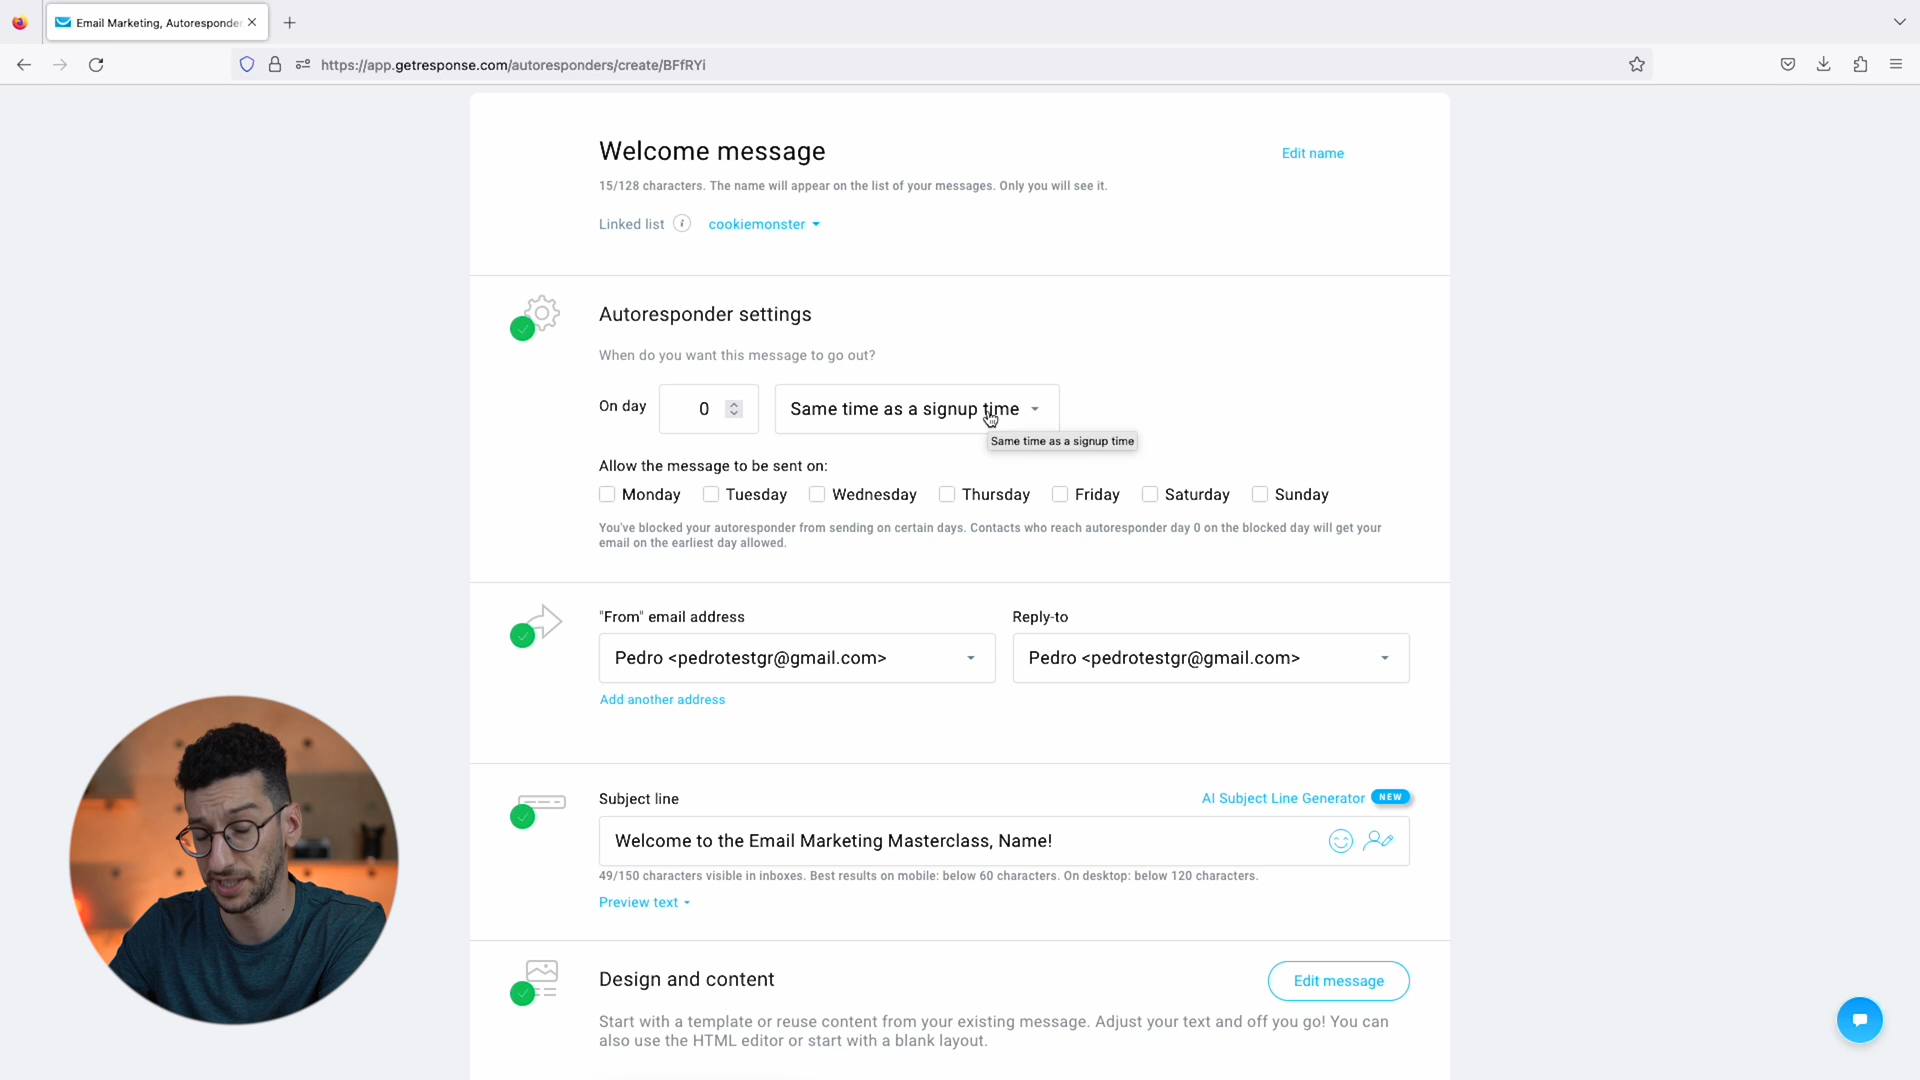 Email Marketing, Autoresponder
https://app.getresponse.com/autoresponders/create/BFfRYi
Welcome message
Edit name
15/128 characters. The name will appear on the list of your messages. Only you will see it.
Linked list i cookiemonster
Autoresponder settings
When do you want this message to go out?
On day 0 Same time as a signup time
Same time as a signup time
Allow the message to be sent on:
Monday Tuesday Wednesday Thursday Friday Saturday Sunday
You've blocked your autoresponder from sending on certain days. Contacts who reach autoresponder day 0 on the blocked day will get your
email on the earliest day allowed.
"From" email address Reply-to
Pedro <pedrotestgr@gmail.com> Pedro <pedrotestgr@gmail.com>
Add another address
Subject line AI Subject Line Generator NEW
Welcome to the Email Marketing Masterclass, Name!
49/150 characters visible in inboxes. Best results on mobile: below 60 characters. On desktop: below 120 characters.
Preview text
Design and content Edit message
Start with a template or reuse content from your existing message. Adjust your text and off you go! You can
also use the HTML editor or start with a blank layout.